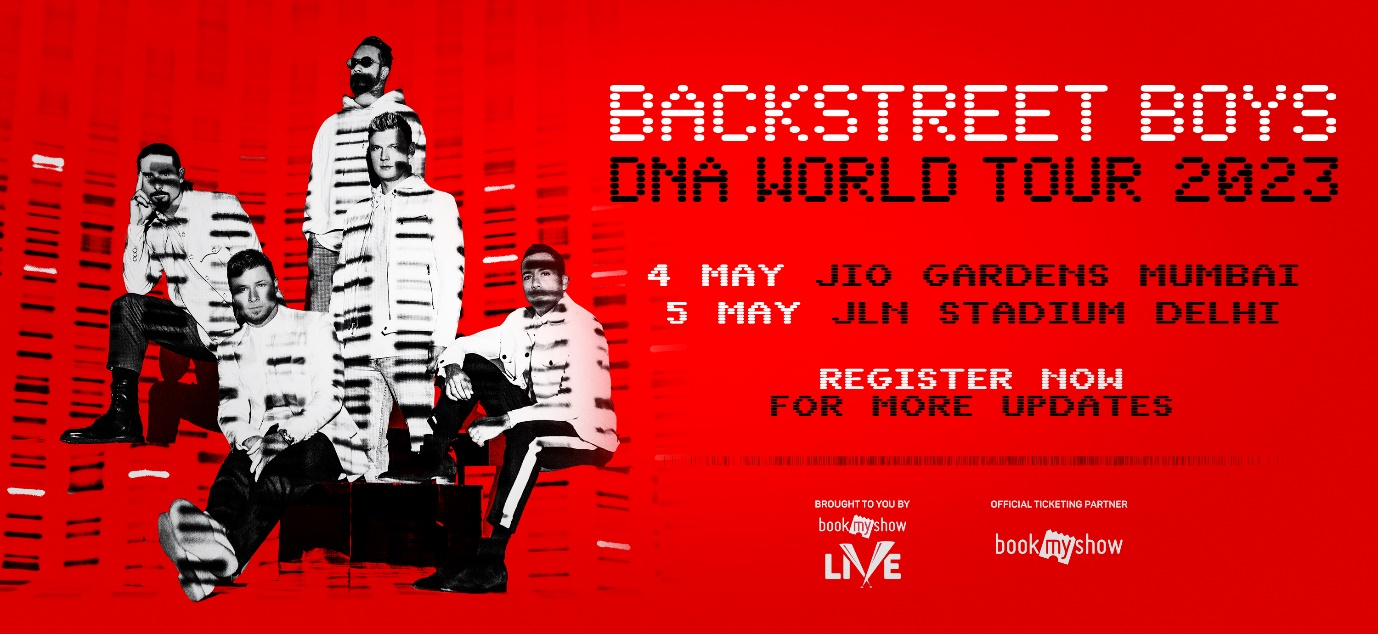 BACKSTREET BOYS
DNA WORLD TOUR 2023
4 MAY JIO GARDENS MUMBAI
5 MAY JLN STADIUM DELHI
REGISTER NOW
FOR MORE UPDATES
BROUGHT TO YOU BY
bookmyshow
LIVE
OFFICIAL TICKETING PARTNER
bookmyshow